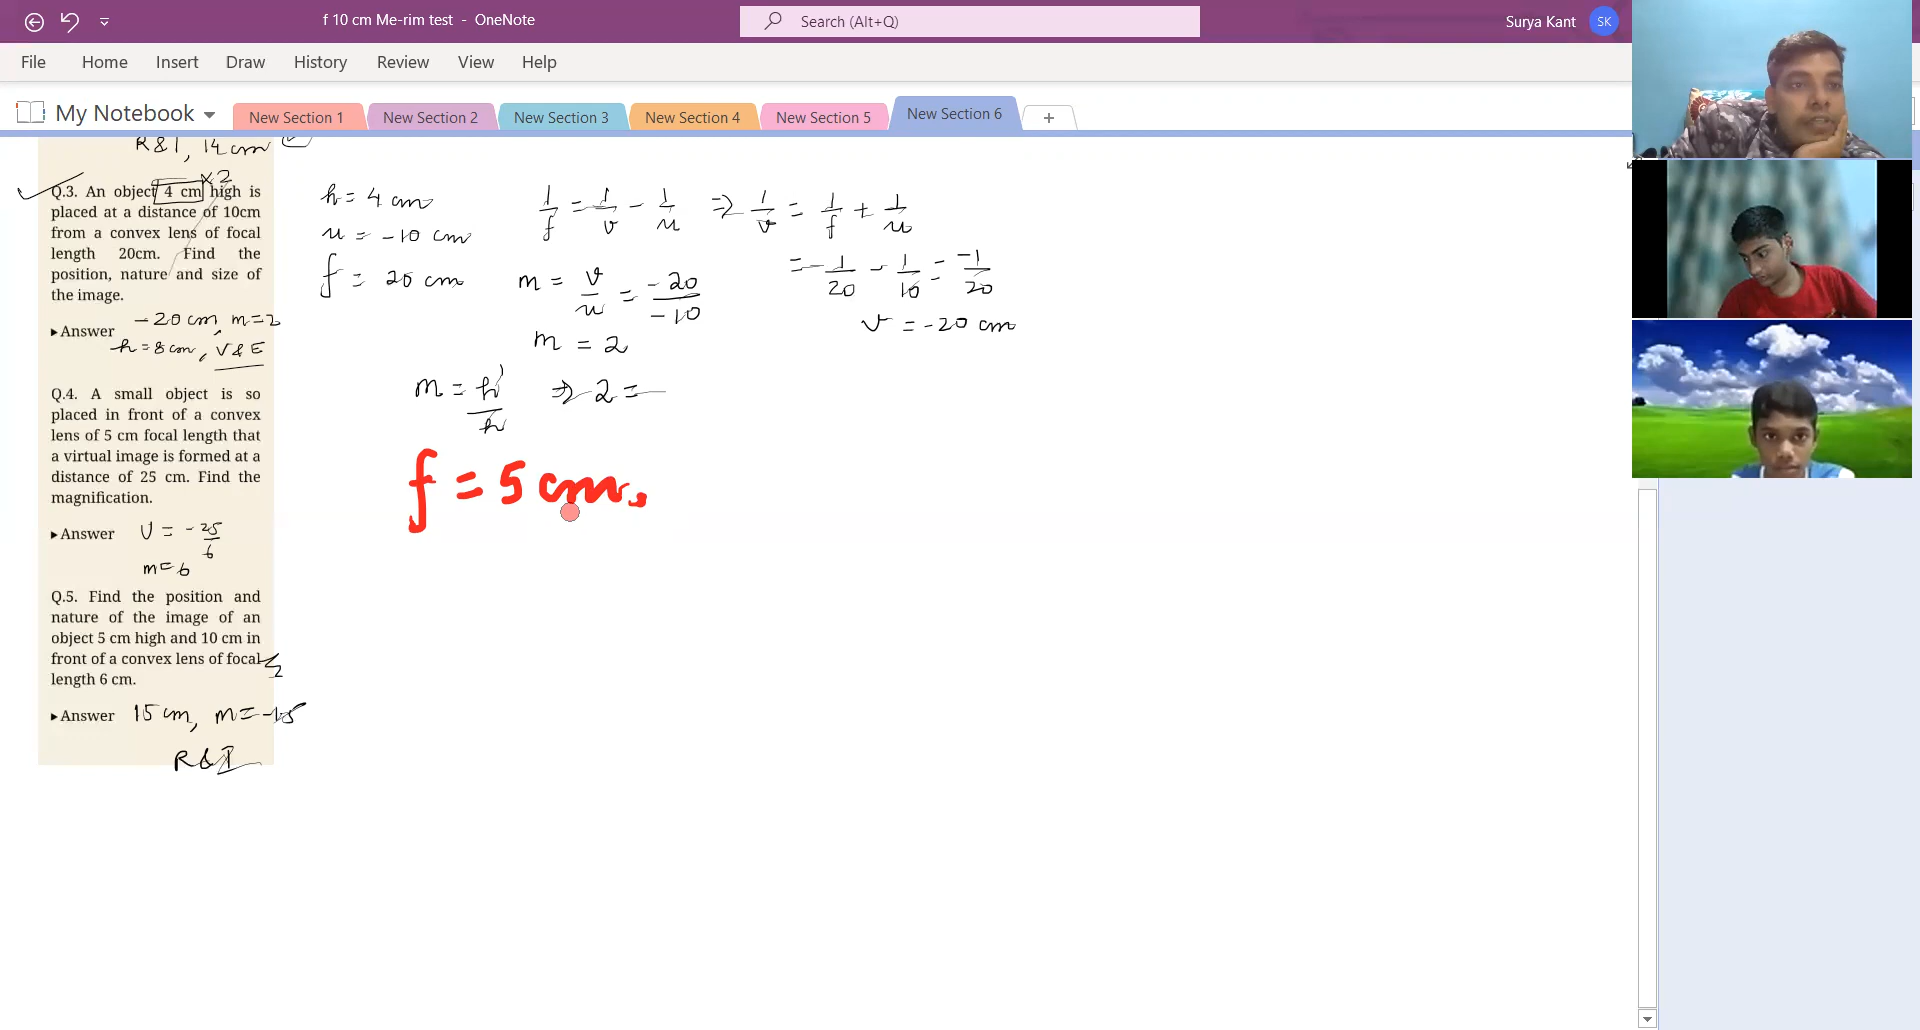 f 10 cm Me-rim test - OneNote
Search (Alt+Q)
Surya Kant
SK
File Home Insert Draw History Review View Help
My Notebook
New Section 1
New Section 2
New Section 3
New Section 4
New Section 5
New Section 6
+
R & I, 14 cm
×2
Q.3. An object 4 cm high is
placed at a distance of 10cm
from a convex lens of focal
length 20cm. Find the
position, nature and size of
the image.
▸Answer -20 cm, m=2
h = 8 cm, V & E
Q.4. A small object is so
placed in front of a convex
lens of 5 cm focal length that
a virtual image is formed at a
distance of 25 cm. Find the
magnification.
▸Answer U = -25/6
m=6
Q.5. Find the position and
nature of the image of an
object 5 cm high and 10 cm in
front of a convex lens of focal
length 6 cm.
▸Answer 15 cm, m=-1.5
R & I
h = 4 cm
u = -10 cm
f = 20 cm
1/f = 1/v - 1/u ⇒ 1/v = 1/f + 1/u
= 1/20 - 1/10 = -1/20
v = -20 cm
m = v/u = -20/-10
m = 2
m = h'/h ⇒ 2 =
f = 5 cm,